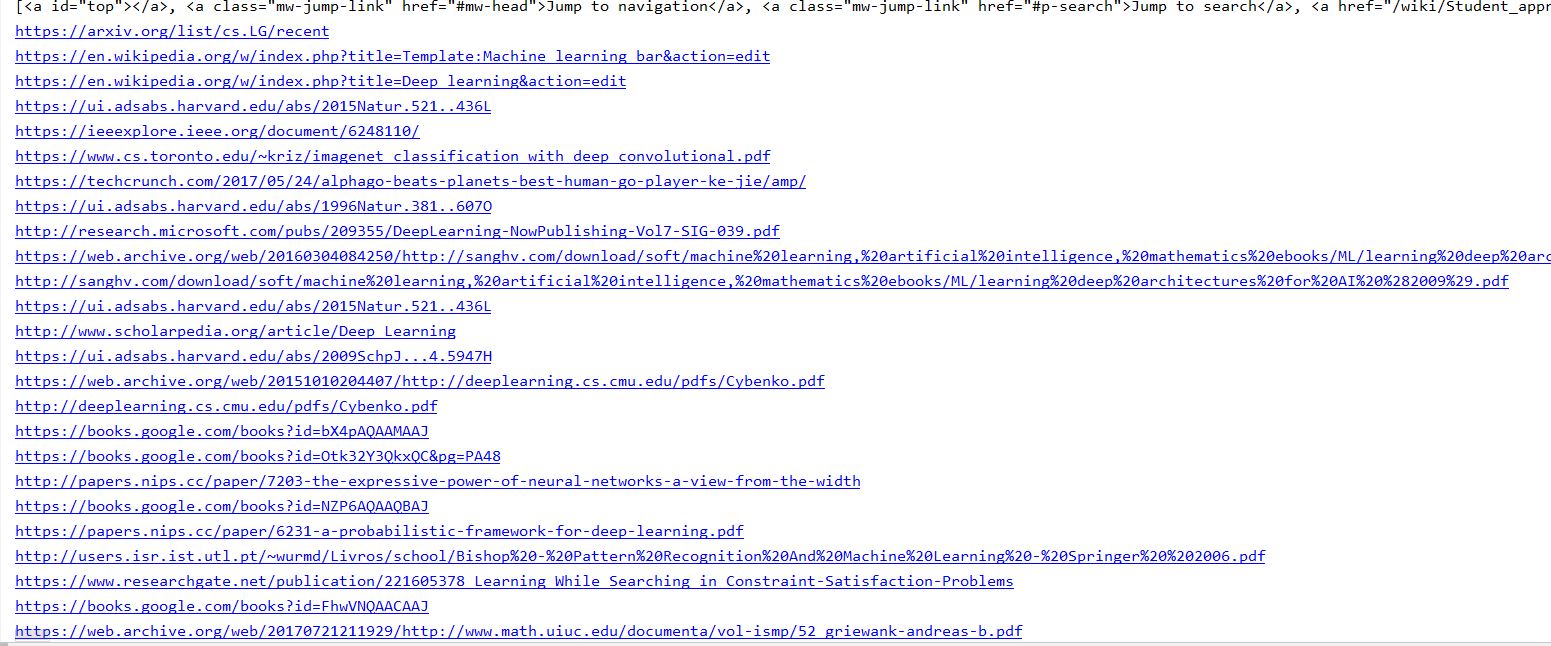 [<a id="top"></a>, <a class="mw-jump-link" href="#mw-head">Jump to navigation</a>, <a class="mw-jump-link" href="#p-search">Jump to search</a>, <a href="/wiki/Student_appr
https://arxiv.org/list/cs.LG/recent
https://en.wikipedia.org/w/index.php?title=Template:Machine_learning_bar&action=edit
https://en.wikipedia.org/w/index.php?title=Deep_learning&action=edit
https://ui.adsabs.harvard.edu/abs/2015Natur.521..436L
https://ieeexplore.ieee.org/document/6248110/
https://www.cs.toronto.edu/~kriz/imagenet_classification_with_deep_convolutional.pdf
https://techcrunch.com/2017/05/24/alphago-beats-planets-best-human-go-player-ke-jie/amp/
https://ui.adsabs.harvard.edu/abs/1996Natur.381..607O
http://research.microsoft.com/pubs/209355/DeepLearning-NowPublishing-Vol7-SIG-039.pdf
https://web.archive.org/web/20160304084250/http://sanghv.com/download/soft/machine%20learning,%20artificial%20intelligence,%20mathematics%20ebooks/ML/learning%20deep%20arc
http://sanghv.com/download/soft/machine%20learning,%20artificial%20intelligence,%20mathematics%20ebooks/ML/learning%20deep%20architectures%20for%20AI%20%282009%29.pdf
https://ui.adsabs.harvard.edu/abs/2015Natur.521..436L
http://www.scholarpedia.org/article/Deep_Learning
https://ui.adsabs.harvard.edu/abs/2009SchpJ...4.5947H
https://web.archive.org/web/20151010204407/http://deeplearning.cs.cmu.edu/pdfs/Cybenko.pdf
http://deeplearning.cs.cmu.edu/pdfs/Cybenko.pdf
https://books.google.com/books?id=bX4pAQAAMAAJ
https://books.google.com/books?id=Otk32Y3QkxQC&pg=PA48
http://papers.nips.cc/paper/7203-the-expressive-power-of-neural-networks-a-view-from-the-width
https://books.google.com/books?id=NZP6AQAAQBAJ
https://papers.nips.cc/paper/6231-a-probabilistic-framework-for-deep-learning.pdf
http://users.isr.ist.utl.pt/~wurmd/Livros/school/Bishop%20-%20Pattern%20Recognition%20And%20Machine%20Learning%20-%20Springer%20%202006.pdf
https://www.researchgate.net/publication/221605378_Learning_While_Searching_in_Constraint-Satisfaction-Problems
https://books.google.com/books?id=FhwVNQAACAAJ
https://web.archive.org/web/20170721211929/http://www.math.uiuc.edu/documenta/vol-ismp/52_griewank-andreas-b.pdf